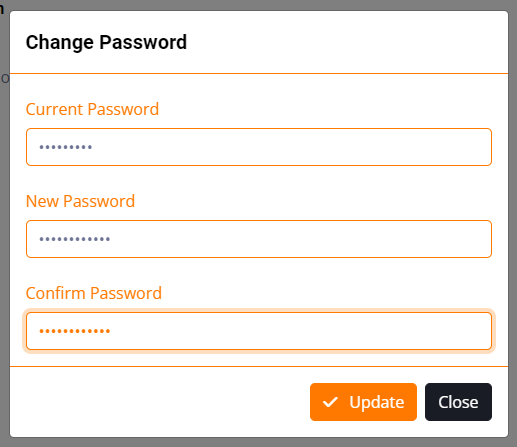 Change Password
Current Password
•••••••••
New Password
••••••••••••
Confirm Password
••••••••••••
Update
Close